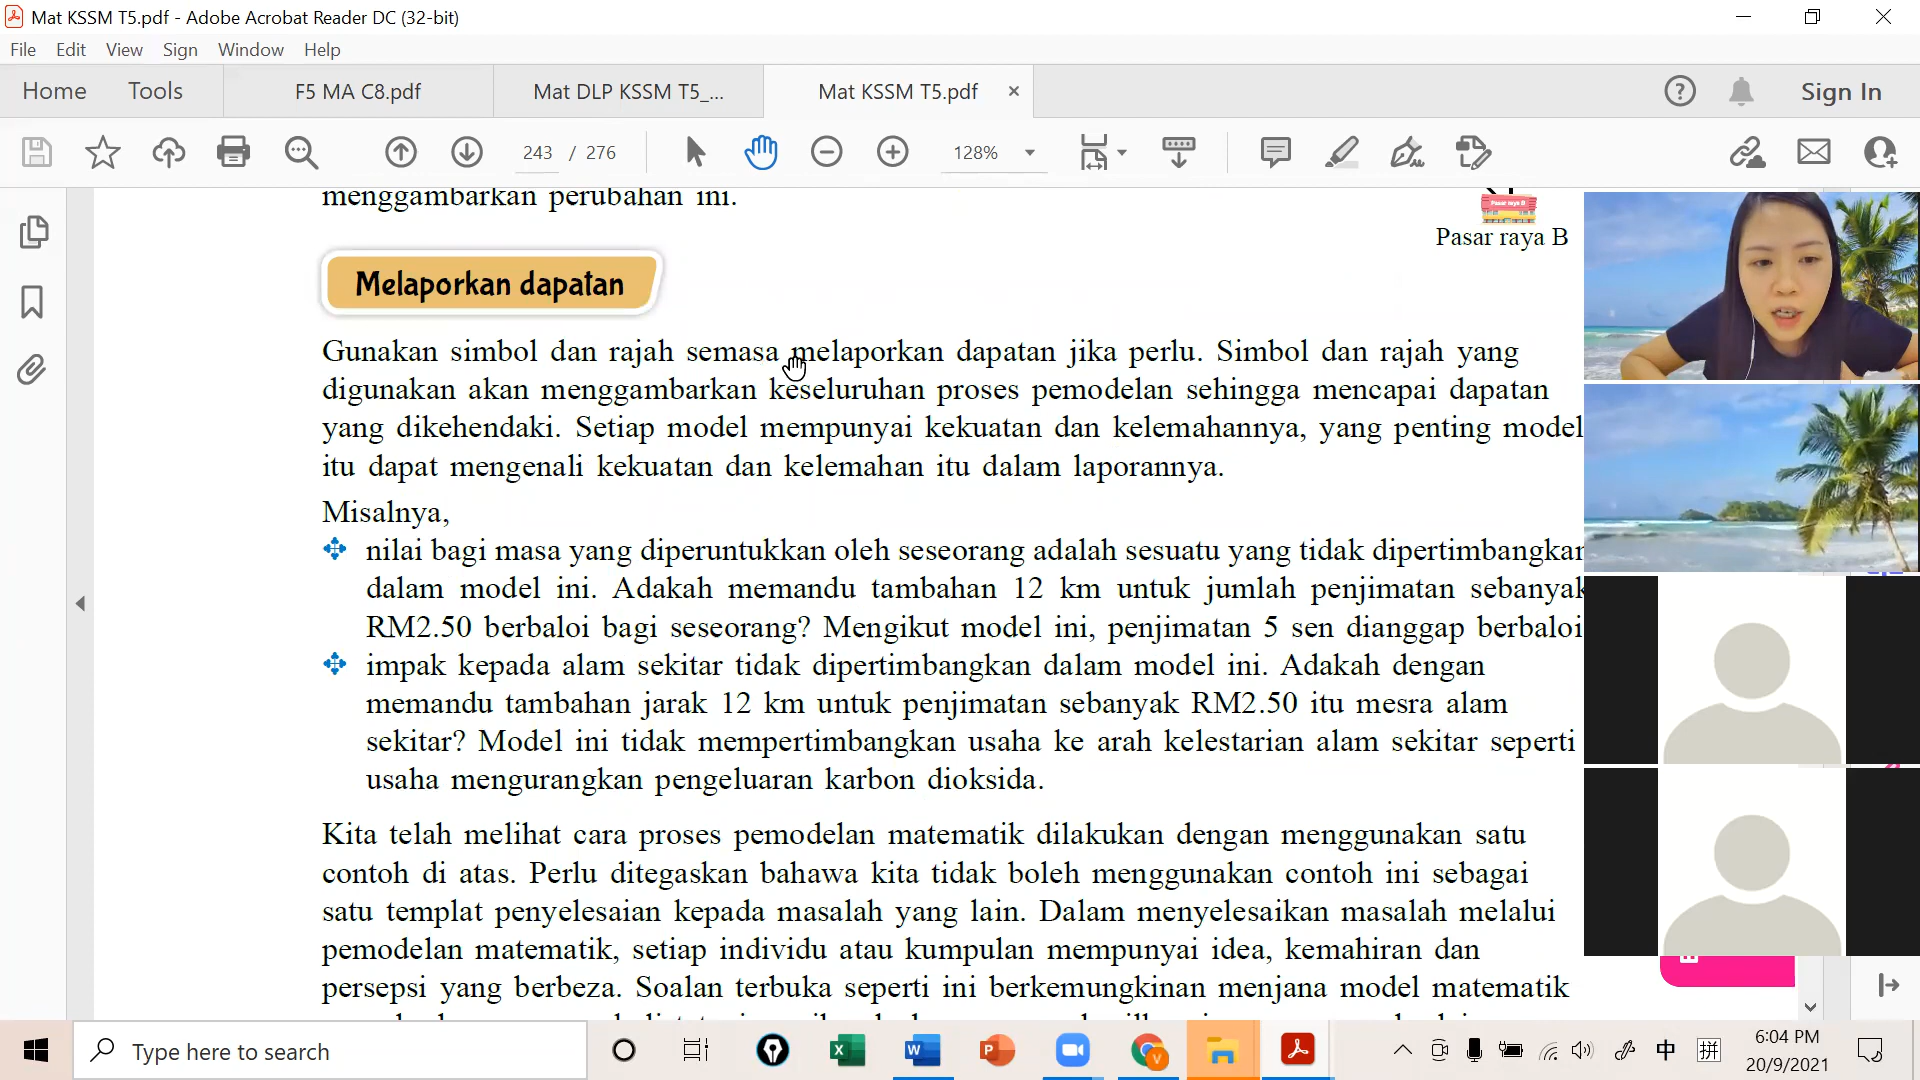 Mat KSSM T5.pdf - Adobe Acrobat Reader DC (32-bit)
File Edit View Sign Window Help
Home Tools F5 MA C8.pdf Mat DLP KSSM T5_... Mat KSSM T5.pdf × Sign In
243 / 276 128%
menggambarkan perubahan ini.
Pasar raya B
Pasar raya B
Melaporkan dapatan
Gunakan simbol dan rajah semasa melaporkan dapatan jika perlu. Simbol dan rajah yang
digunakan akan menggambarkan keseluruhan proses pemodelan sehingga mencapai dapatan
yang dikehendaki. Setiap model mempunyai kekuatan dan kelemahannya, yang penting model
itu dapat mengenali kekuatan dan kelemahan itu dalam laporannya.
Misalnya,
nilai bagi masa yang diperuntukkan oleh seseorang adalah sesuatu yang tidak dipertimbangkan
dalam model ini. Adakah memandu tambahan 12 km untuk jumlah penjimatan sebanyak
RM2.50 berbaloi bagi seseorang? Mengikut model ini, penjimatan 5 sen dianggap berbaloi
impak kepada alam sekitar tidak dipertimbangkan dalam model ini. Adakah dengan
memandu tambahan jarak 12 km untuk penjimatan sebanyak RM2.50 itu mesra alam
sekitar? Model ini tidak mempertimbangkan usaha ke arah kelestarian alam sekitar seperti
usaha mengurangkan pengeluaran karbon dioksida.
Kita telah melihat cara proses pemodelan matematik dilakukan dengan menggunakan satu
contoh di atas. Perlu ditegaskan bahawa kita tidak boleh menggunakan contoh ini sebagai
satu templat penyelesaian kepada masalah yang lain. Dalam menyelesaikan masalah melalui
pemodelan matematik, setiap individu atau kumpulan mempunyai idea, kemahiran dan
persepsi yang berbeza. Soalan terbuka seperti ini berkemungkinan menjana model matematik
Type here to search
中 拼
6:04 PM
20/9/2021